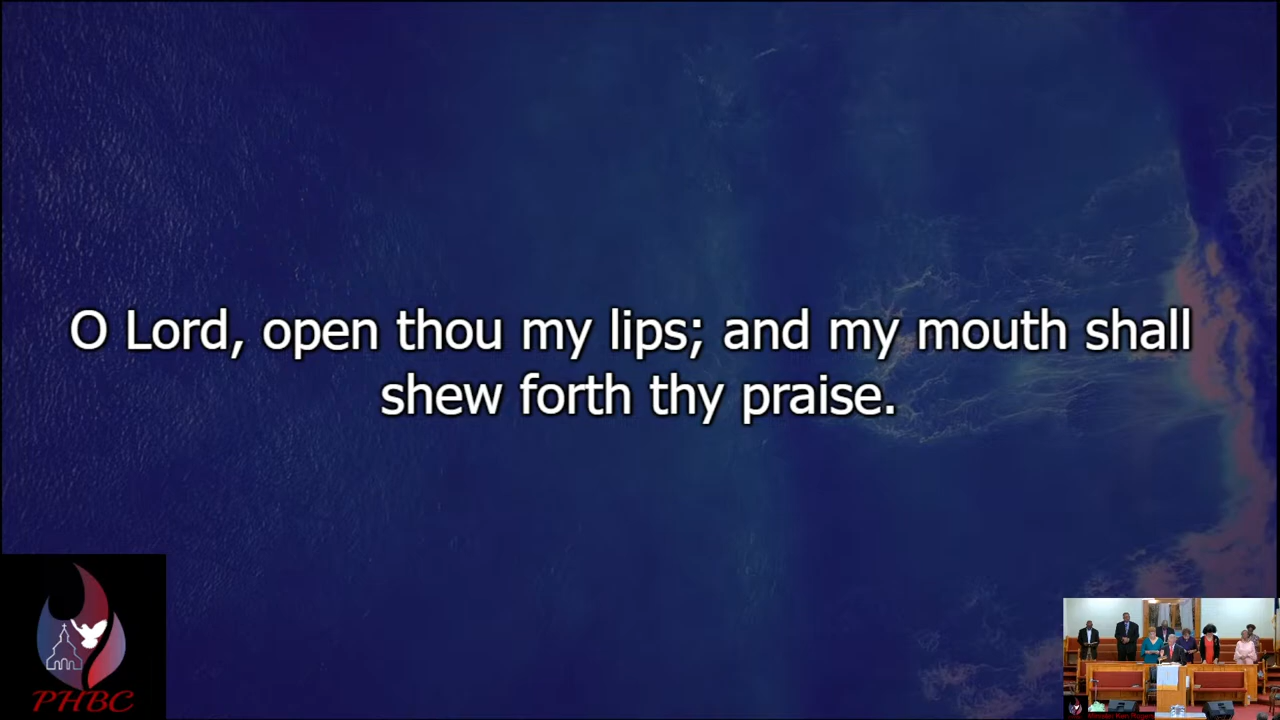 O Lord, open thou my lips; and my mouth shall
shew forth thy praise.
PHBC